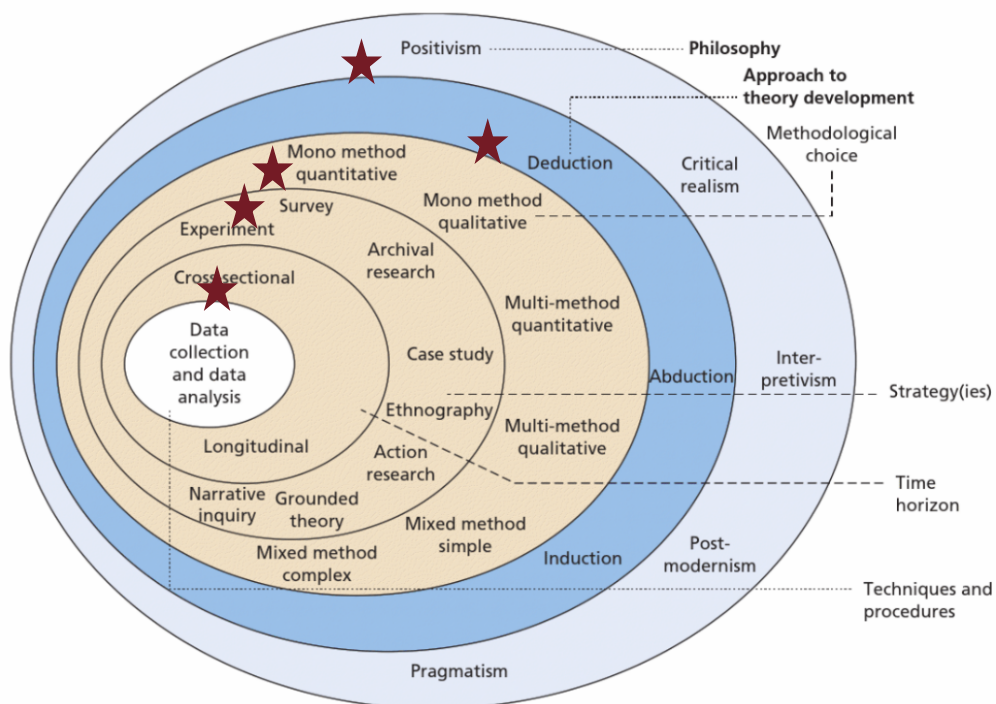 Positivism
Philosophy
Approach to
theory development
Methodological
choice
Mono method
quantitative
Deduction
Critical
realism
Survey
Mono method
qualitative
Experiment
Archival
research
Cross sectional
Multi-method
quantitative
Data
collection
and data
analysis
Case study
Inter-
pretivism
Abduction
Strategy(ies)
Ethnography
Multi-method
qualitative
Longitudinal
Action
research
Time
horizon
Narrative
inquiry
Grounded
theory
Mixed method
simple
Mixed method
complex
Induction
Post-
modernism
Techniques and
procedures
Pragmatism